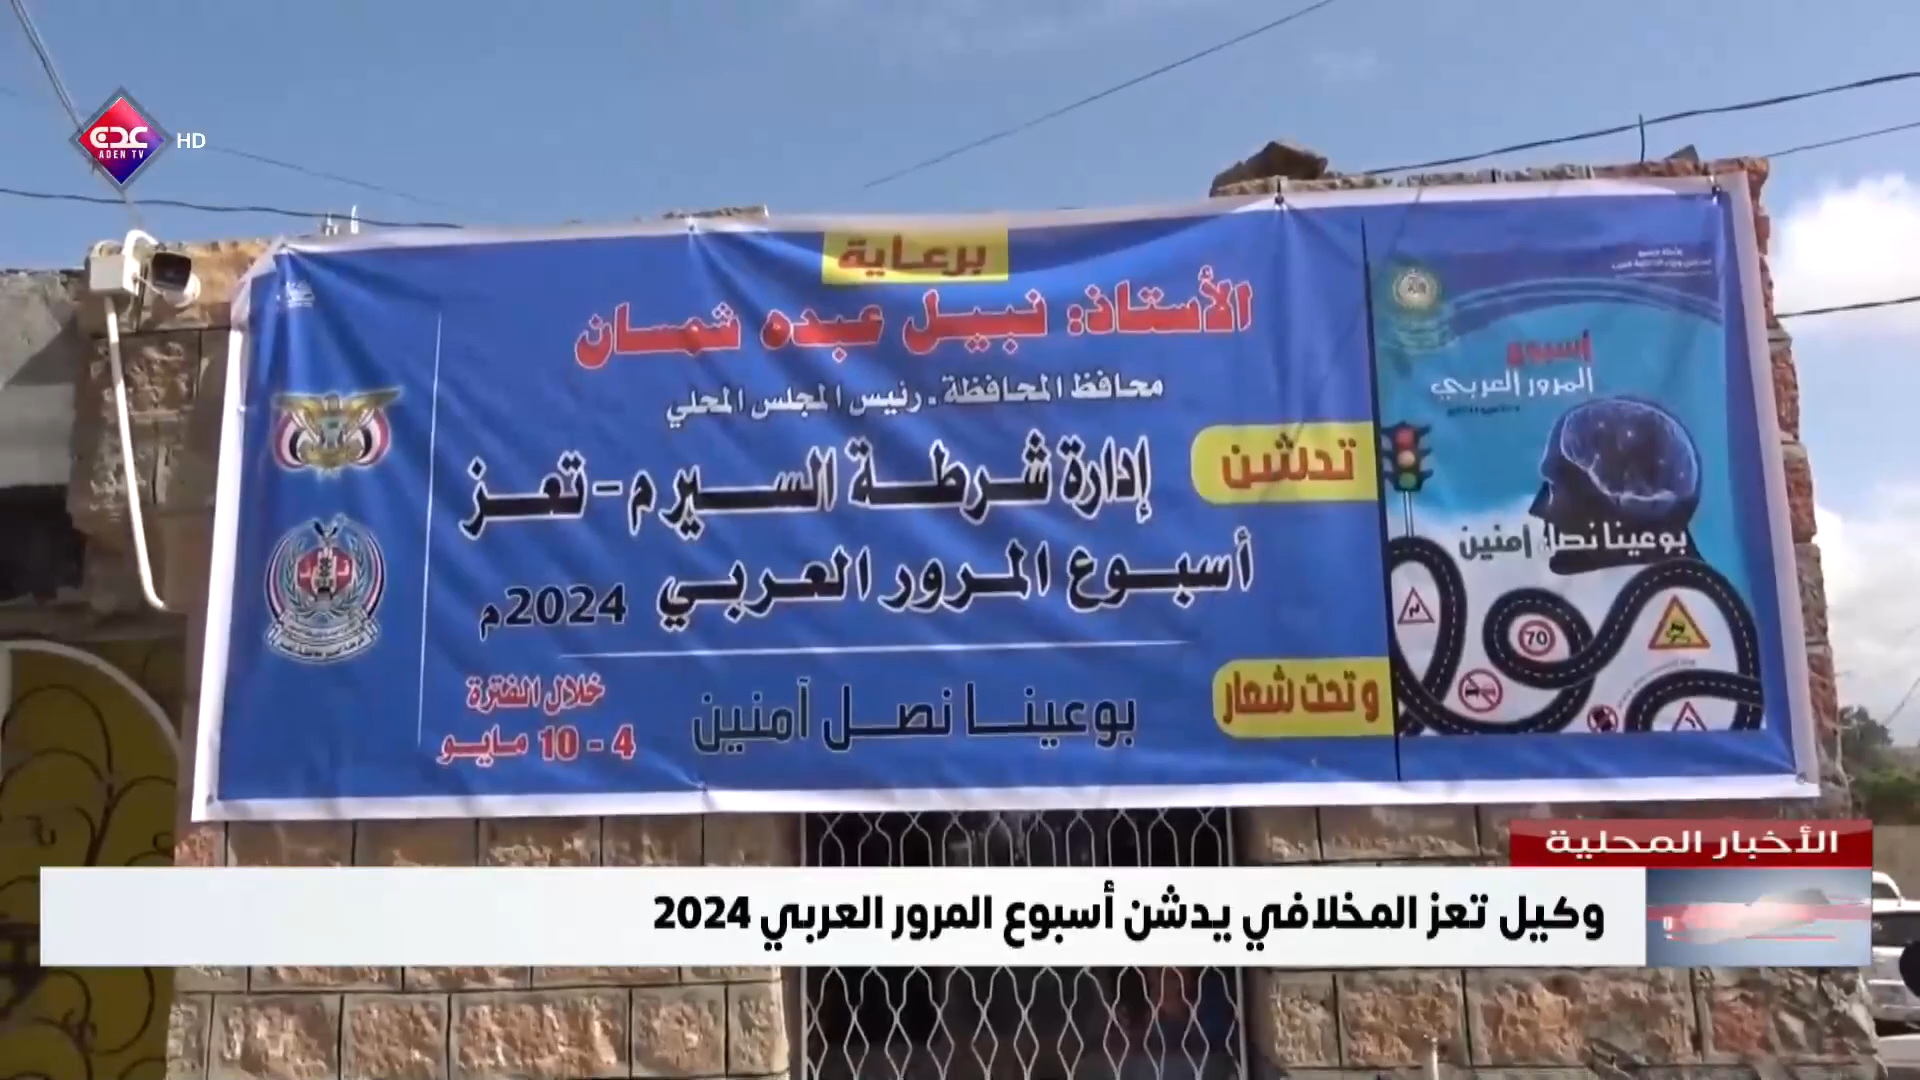 عدن
ADEN TV
HD
برعاية
الأستاذ: نبيل عبده شمسان
محافظ المحافظة - رئيس المجلس المحلي
تدشن
إدارة شرطة السير م - تعز
أسبوع المرور العربي 2024م
وتحت شعار
بوعينا نصل آمنين
خلال الفترة
4 - 10 مايو
أسبوع
المرور العربي
بوعينا نصل آمنين
70
الأخبار المحلية
وكيل تعز المخلافي يدشن أسبوع المرور العربي 2024